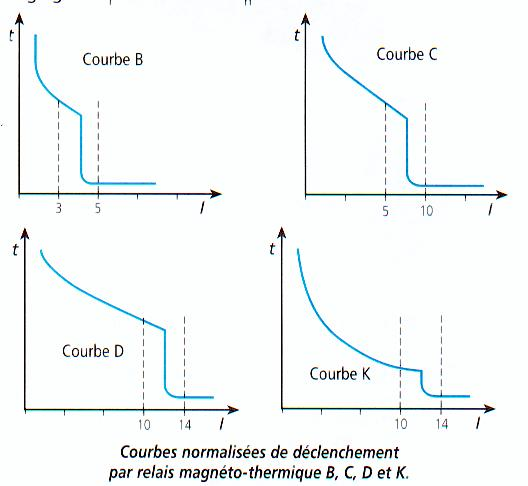 t
Courbe B
3 5 I
t
Courbe C
5 10 I
t
Courbe D
10 14 I
t
Courbe K
10 14 I
Courbes normalisées de déclenchement
par relais magnéto-thermique B, C, D et K.